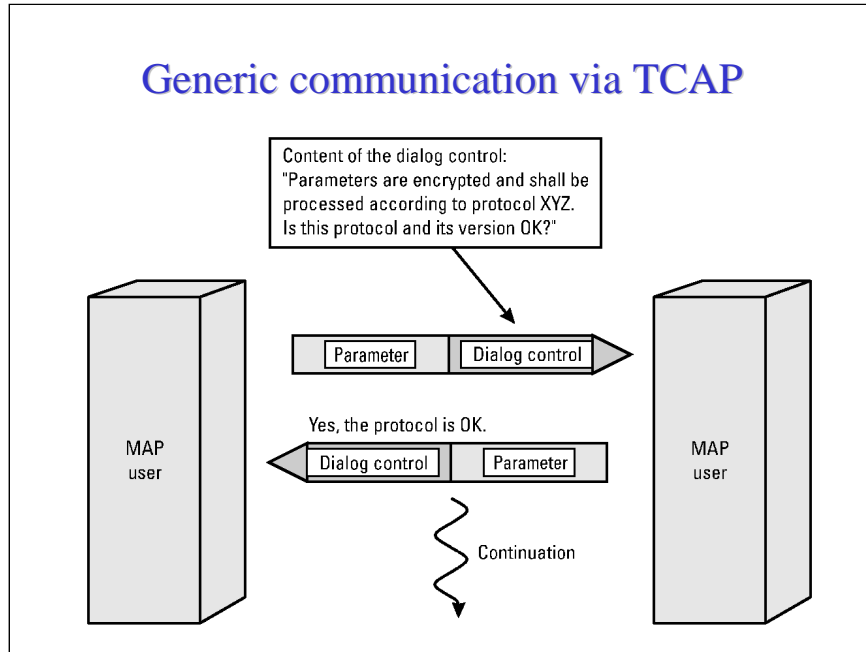 Generic communication via TCAP
Content of the dialog control:
"Parameters are encrypted and shall be
processed according to protocol XYZ.
Is this protocol and its version OK?"
Parameter
Dialog control
Yes, the protocol is OK.
MAP
user
Dialog control
Parameter
MAP
user
Continuation